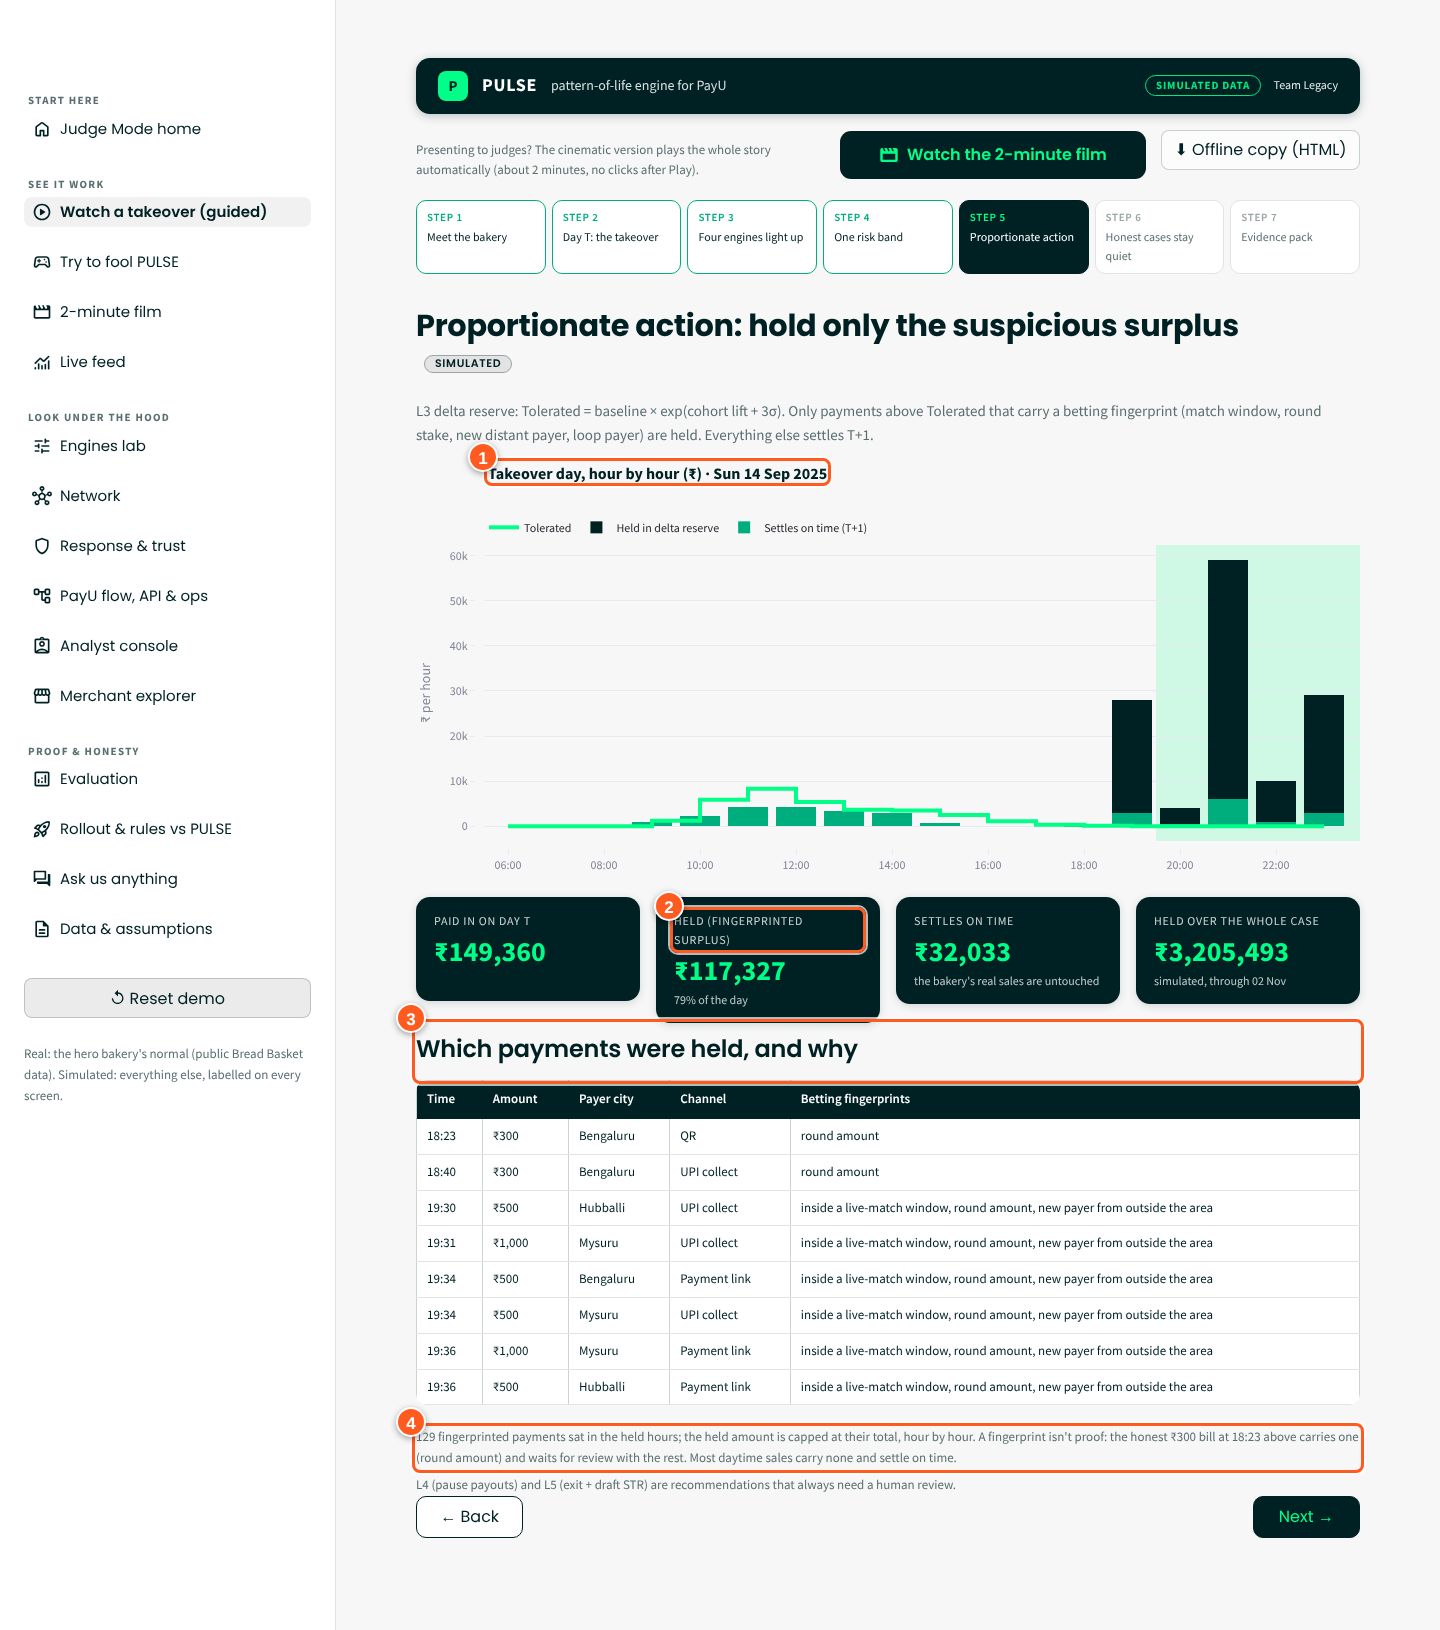 START HERE
Judge Mode home
SEE IT WORK
Watch a takeover (guided)
Try to fool PULSE
2-minute film
Live feed
LOOK UNDER THE HOOD
Engines lab
Network
Response & trust
PayU flow, API & ops
Analyst console
Merchant explorer
PROOF & HONESTY
Evaluation
Rollout & rules vs PULSE
Ask us anything
Data & assumptions
Reset demo
Real: the hero bakery's normal (public Bread Basket
data). Simulated: everything else, labelled on every
screen.
P PULSE pattern-of-life engine for PayU SIMULATED DATA Team Legacy
Presenting to judges? The cinematic version plays the whole story
automatically (about 2 minutes, no clicks after Play).
Watch the 2-minute film
⬇ Offline copy (HTML)
STEP 1
Meet the bakery
STEP 2
Day T: the takeover
STEP 3
Four engines light up
STEP 4
One risk band
STEP 5
Proportionate action
STEP 6
Honest cases stay
quiet
STEP 7
Evidence pack
Proportionate action: hold only the suspicious surplus
SIMULATED
L3 delta reserve: Tolerated = baseline × exp(cohort lift + 3σ). Only payments above Tolerated that carry a betting fingerprint (match window, round
stake, new distant payer, loop payer) are held. Everything else settles T+1.
1
Takeover day, hour by hour (₹) · Sun 14 Sep 2025
Tolerated Held in delta reserve Settles on time (T+1)
₹ per hour
60k
50k
40k
30k
20k
10k
0
06:00 08:00 10:00 12:00 14:00 16:00 18:00 20:00 22:00
PAID IN ON DAY T
₹149,360
2
HELD (FINGERPRINTED
SURPLUS)
₹117,327
79% of the day
SETTLES ON TIME
₹32,033
the bakery's real sales are untouched
HELD OVER THE WHOLE CASE
₹3,205,493
simulated, through 02 Nov
3
Which payments were held, and why
Time Amount Payer city Channel Betting fingerprints
18:23 ₹300 Bengaluru QR round amount
18:40 ₹300 Bengaluru UPI collect round amount
19:30 ₹500 Hubballi UPI collect inside a live-match window, round amount, new payer from outside the area
19:31 ₹1,000 Mysuru UPI collect inside a live-match window, round amount, new payer from outside the area
19:34 ₹500 Bengaluru Payment link inside a live-match window, round amount, new payer from outside the area
19:34 ₹500 Mysuru UPI collect inside a live-match window, round amount, new payer from outside the area
19:36 ₹1,000 Mysuru Payment link inside a live-match window, round amount, new payer from outside the area
19:36 ₹500 Hubballi Payment link inside a live-match window, round amount, new payer from outside the area
4
129 fingerprinted payments sat in the held hours; the held amount is capped at their total, hour by hour. A fingerprint isn't proof: the honest ₹300 bill at 18:23 above carries one
(round amount) and waits for review with the rest. Most daytime sales carry none and settle on time.
L4 (pause payouts) and L5 (exit + draft STR) are recommendations that always need a human review.
← Back
Next →